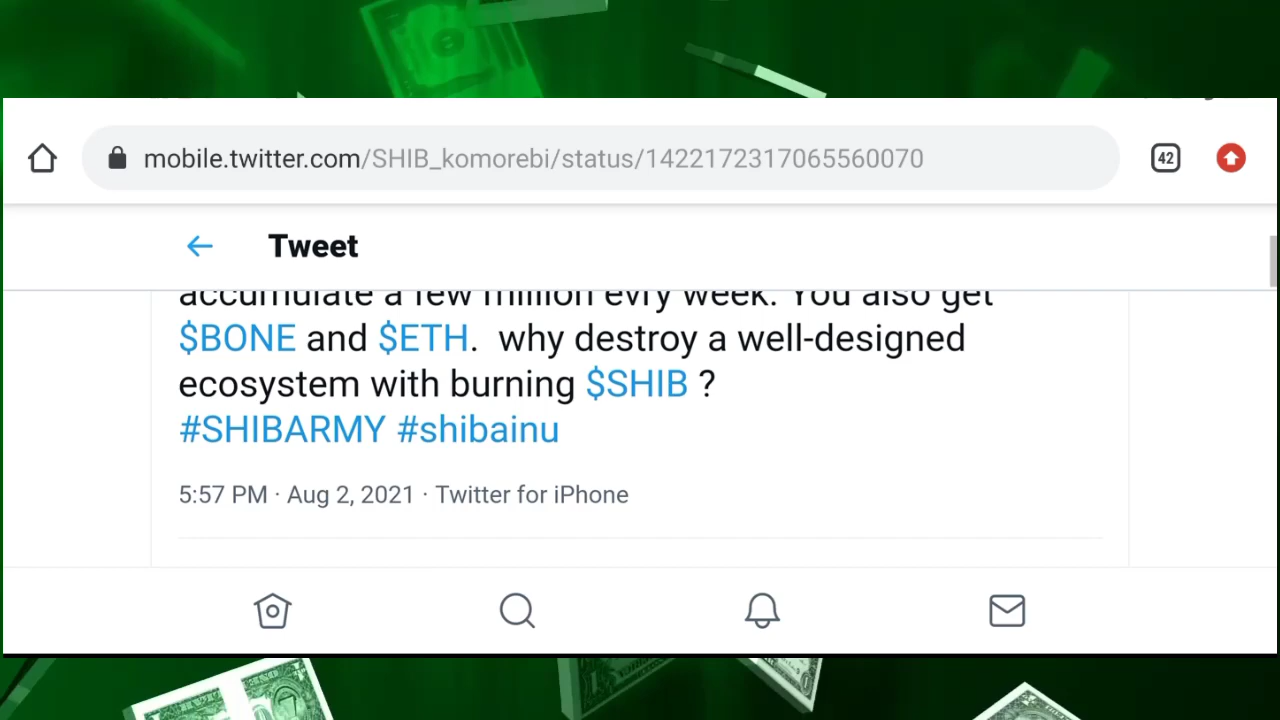 mobile.twitter.com/SHIB_komorebi/status/1422172317065560070
42
Tweet
accumulate a few million evry week. You also get
$BONE and $ETH. why destroy a well-designed
ecosystem with burning $SHIB ?
#SHIBARMY #shibainu
5:57 PM · Aug 2, 2021 · Twitter for iPhone